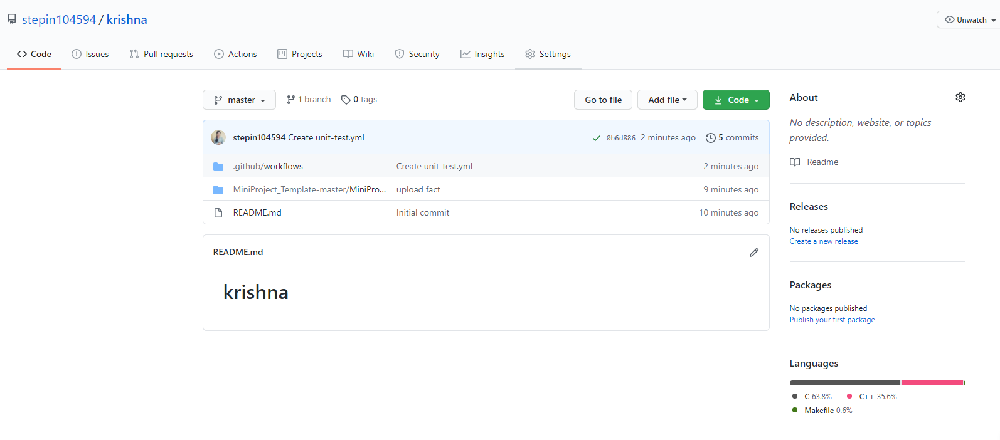 stepin104594 / krishna
Unwatch
Code Issues Pull requests Actions Projects Wiki Security Insights Settings
master 1 branch 0 tags Go to file Add file Code
stepin104594 Create unit-test.yml 0b6d886 2 minutes ago 5 commits
.github/workflows Create unit-test.yml 2 minutes ago
MiniProject_Template-master/MiniPro... upload fact 9 minutes ago
README.md Initial commit 10 minutes ago
README.md
krishna
About
No description, website, or topics
provided.
Readme
Releases
No releases published
Create a new release
Packages
No packages published
Publish your first package
Languages
C 63.8% C++ 35.6%
Makefile 0.6%